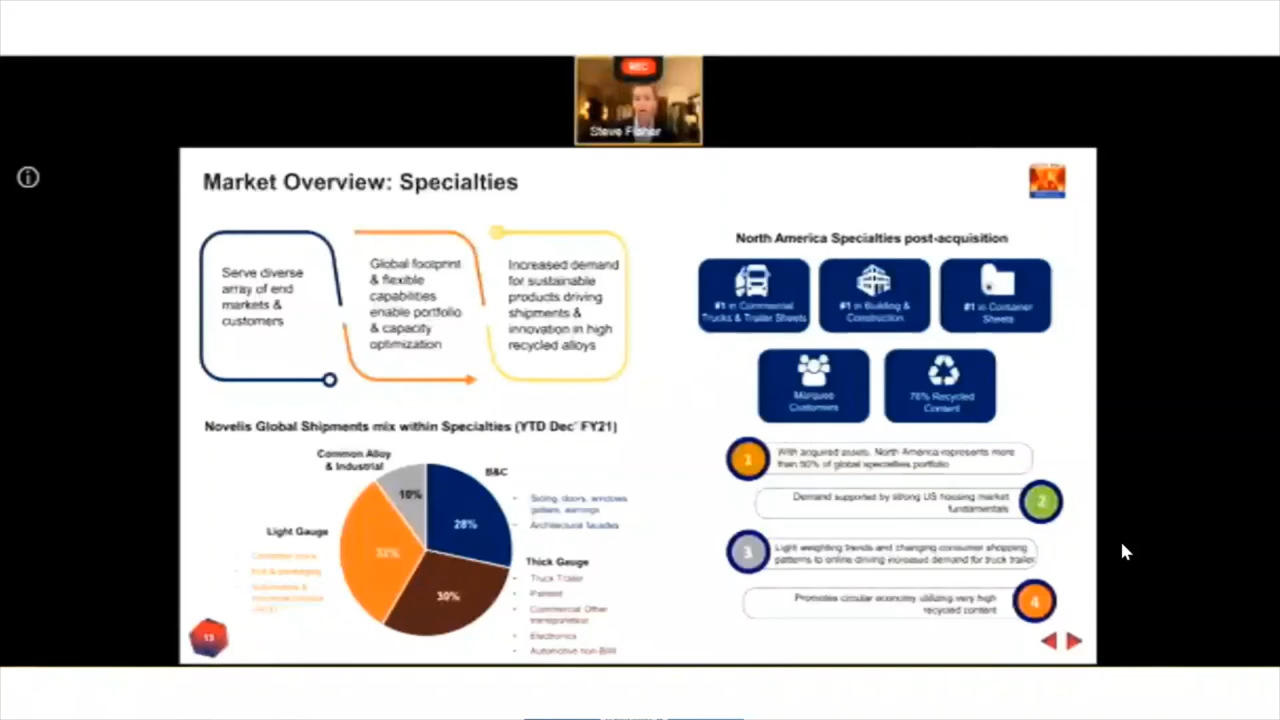 REC
Steve Fisher
Market Overview: Specialties
Serve diverse
array of end
markets &
customers
Global footprint
& flexible
capabilities
enable portfolio
& capacity
optimization
Increased demand
for sustainable
products driving
shipments &
innovation in high
recycled alloys
North America Specialties post-acquisition
#1 in Commercial
Trucks & Trailer Sheets
#1 in Building &
Construction
#1 in Container
Sheets
Marquee
Customers
76% Recycled
Content
Novelis Global Shipments mix within Specialties (YTD Dec' FY21)
Common Alloy
& Industrial
10%
B&C
28%
Siding, doors, windows
gutters, awnings
Architectural facades
Light Gauge
32%
Container stock
Foil & packaging
Thick Gauge
30%
Truck Trailer
Painted
Commercial Other
transportation
Electronics
Automotive non-BIW
1
With acquired assets, North America represents more
than 50% of global specialties portfolio
Demand supported by strong US housing market
fundamentals
2
3
Light weighting trends and changing consumer shopping
patterns to online driving increased demand for truck trailer
Promotes circular economy utilizing very high
recycled content
4
13